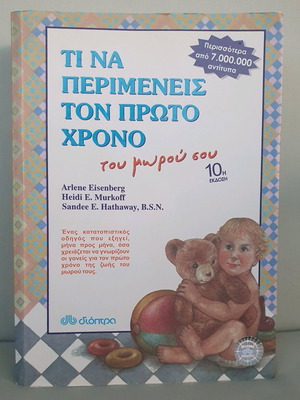 Περισσότερα
από 7.000.000
αντίτυπα
ΤΙ ΝΑ
ΠΕΡΙΜΕΝΕΙΣ
ΤΟΝ ΠΡΩΤΟ
ΧΡΟΝΟ
του μωρού σου
10η
ΕΚΔΟΣΗ
Arlene Eisenberg
Heidi E. Murkoff
Sandee E. Hathaway, B.S.N.
Ένας κατατοπιστικός
οδηγός που εξηγεί,
μήνα προς μήνα, όσα
χρειάζεται να γνωρίζουν
οι γονείς για τον πρώτο
χρόνο της ζωής του
μωρού τους.
διόπτρα